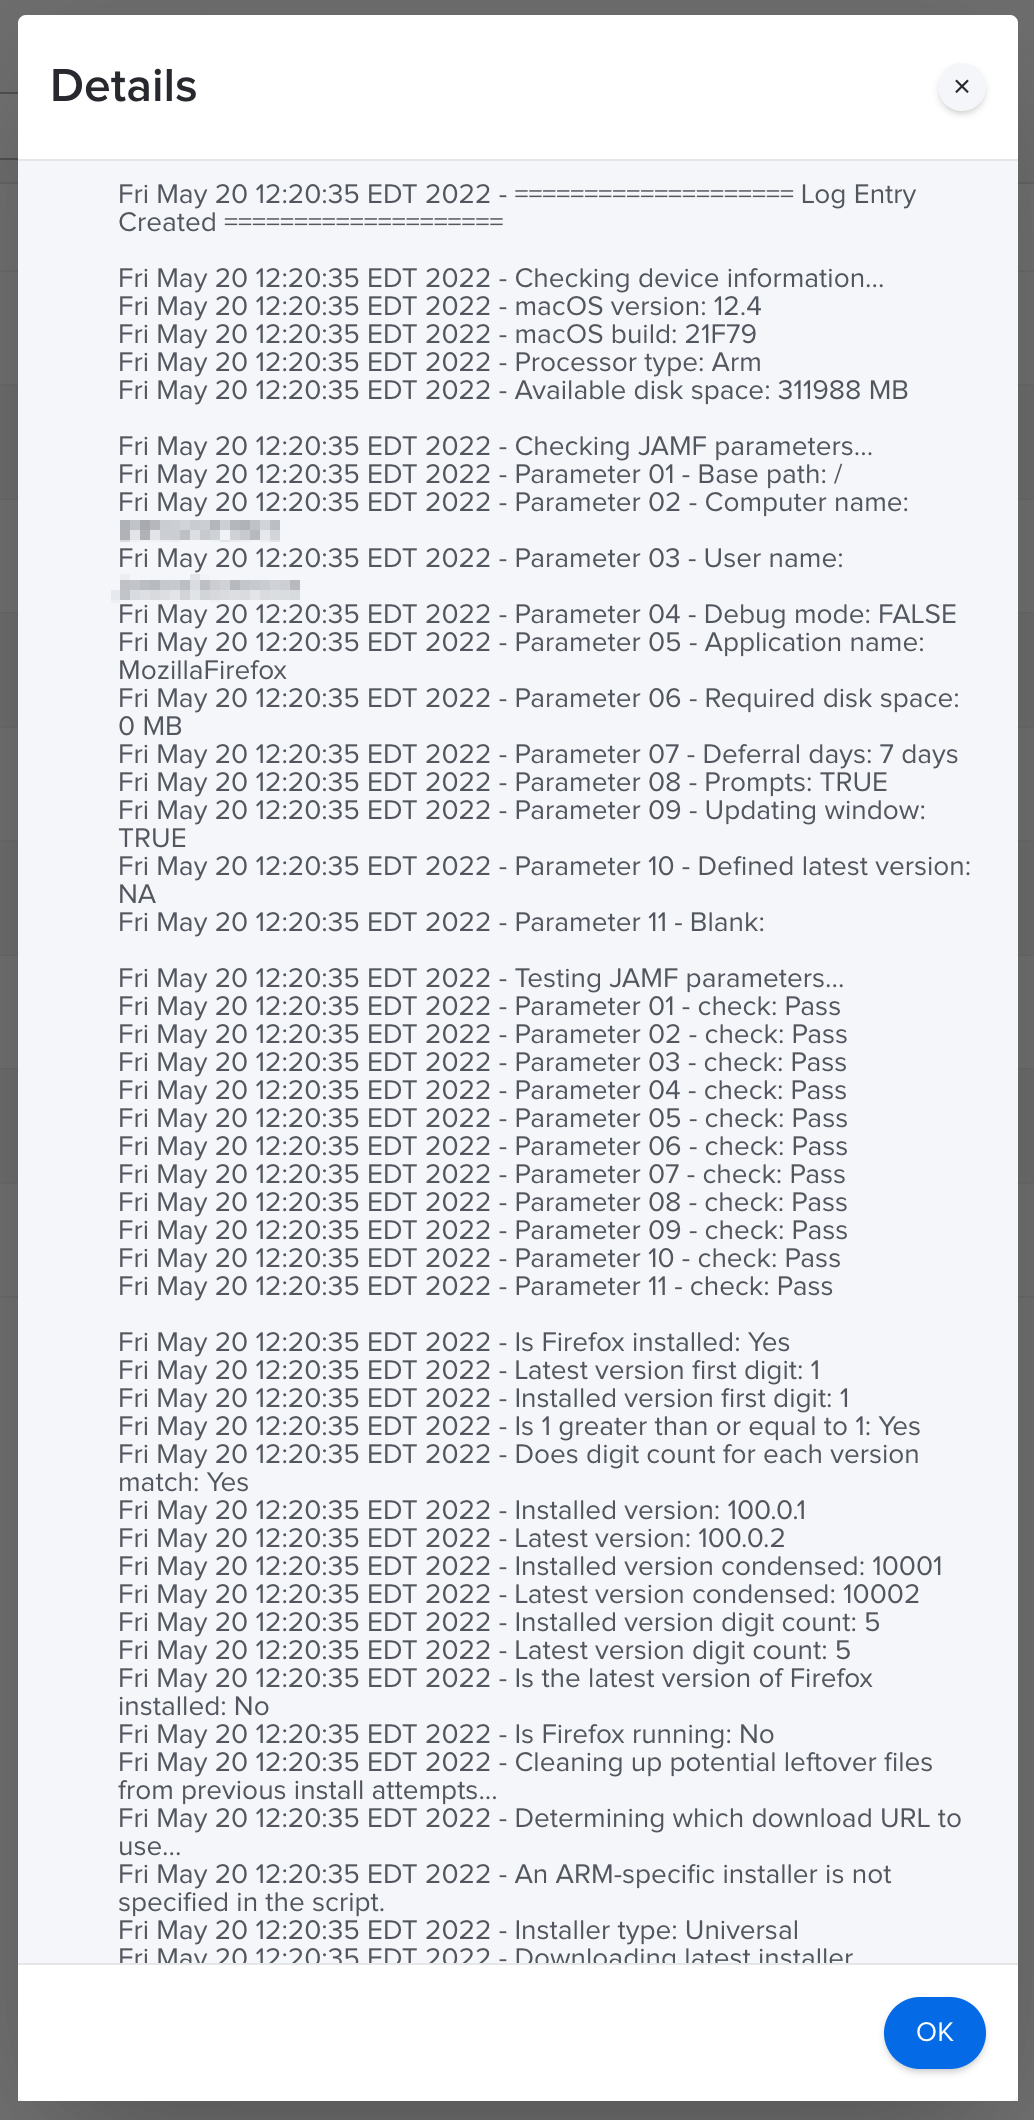 Details
×
Fri May 20 12:20:35 EDT 2022 - ==================== Log Entry
Created ====================
Fri May 20 12:20:35 EDT 2022 - Checking device information...
Fri May 20 12:20:35 EDT 2022 - macOS version: 12.4
Fri May 20 12:20:35 EDT 2022 - macOS build: 21F79
Fri May 20 12:20:35 EDT 2022 - Processor type: Arm
Fri May 20 12:20:35 EDT 2022 - Available disk space: 311988 MB
Fri May 20 12:20:35 EDT 2022 - Checking JAMF parameters...
Fri May 20 12:20:35 EDT 2022 - Parameter 01 - Base path: /
Fri May 20 12:20:35 EDT 2022 - Parameter 02 - Computer name:
Fri May 20 12:20:35 EDT 2022 - Parameter 03 - User name:
Fri May 20 12:20:35 EDT 2022 - Parameter 04 - Debug mode: FALSE
Fri May 20 12:20:35 EDT 2022 - Parameter 05 - Application name:
MozillaFirefox
Fri May 20 12:20:35 EDT 2022 - Parameter 06 - Required disk space:
0 MB
Fri May 20 12:20:35 EDT 2022 - Parameter 07 - Deferral days: 7 days
Fri May 20 12:20:35 EDT 2022 - Parameter 08 - Prompts: TRUE
Fri May 20 12:20:35 EDT 2022 - Parameter 09 - Updating window:
TRUE
Fri May 20 12:20:35 EDT 2022 - Parameter 10 - Defined latest version:
NA
Fri May 20 12:20:35 EDT 2022 - Parameter 11 - Blank:
Fri May 20 12:20:35 EDT 2022 - Testing JAMF parameters...
Fri May 20 12:20:35 EDT 2022 - Parameter 01 - check: Pass
Fri May 20 12:20:35 EDT 2022 - Parameter 02 - check: Pass
Fri May 20 12:20:35 EDT 2022 - Parameter 03 - check: Pass
Fri May 20 12:20:35 EDT 2022 - Parameter 04 - check: Pass
Fri May 20 12:20:35 EDT 2022 - Parameter 05 - check: Pass
Fri May 20 12:20:35 EDT 2022 - Parameter 06 - check: Pass
Fri May 20 12:20:35 EDT 2022 - Parameter 07 - check: Pass
Fri May 20 12:20:35 EDT 2022 - Parameter 08 - check: Pass
Fri May 20 12:20:35 EDT 2022 - Parameter 09 - check: Pass
Fri May 20 12:20:35 EDT 2022 - Parameter 10 - check: Pass
Fri May 20 12:20:35 EDT 2022 - Parameter 11 - check: Pass
Fri May 20 12:20:35 EDT 2022 - Is Firefox installed: Yes
Fri May 20 12:20:35 EDT 2022 - Latest version first digit: 1
Fri May 20 12:20:35 EDT 2022 - Installed version first digit: 1
Fri May 20 12:20:35 EDT 2022 - Is 1 greater than or equal to 1: Yes
Fri May 20 12:20:35 EDT 2022 - Does digit count for each version
match: Yes
Fri May 20 12:20:35 EDT 2022 - Installed version: 100.0.1
Fri May 20 12:20:35 EDT 2022 - Latest version: 100.0.2
Fri May 20 12:20:35 EDT 2022 - Installed version condensed: 10001
Fri May 20 12:20:35 EDT 2022 - Latest version condensed: 10002
Fri May 20 12:20:35 EDT 2022 - Installed version digit count: 5
Fri May 20 12:20:35 EDT 2022 - Latest version digit count: 5
Fri May 20 12:20:35 EDT 2022 - Is the latest version of Firefox
installed: No
Fri May 20 12:20:35 EDT 2022 - Is Firefox running: No
Fri May 20 12:20:35 EDT 2022 - Cleaning up potential leftover files
from previous install attempts...
Fri May 20 12:20:35 EDT 2022 - Determining which download URL to
use...
Fri May 20 12:20:35 EDT 2022 - An ARM-specific installer is not
specified in the script.
Fri May 20 12:20:35 EDT 2022 - Installer type: Universal
Fri May 20 12:20:35 EDT 2022 - Downloading latest installer
OK